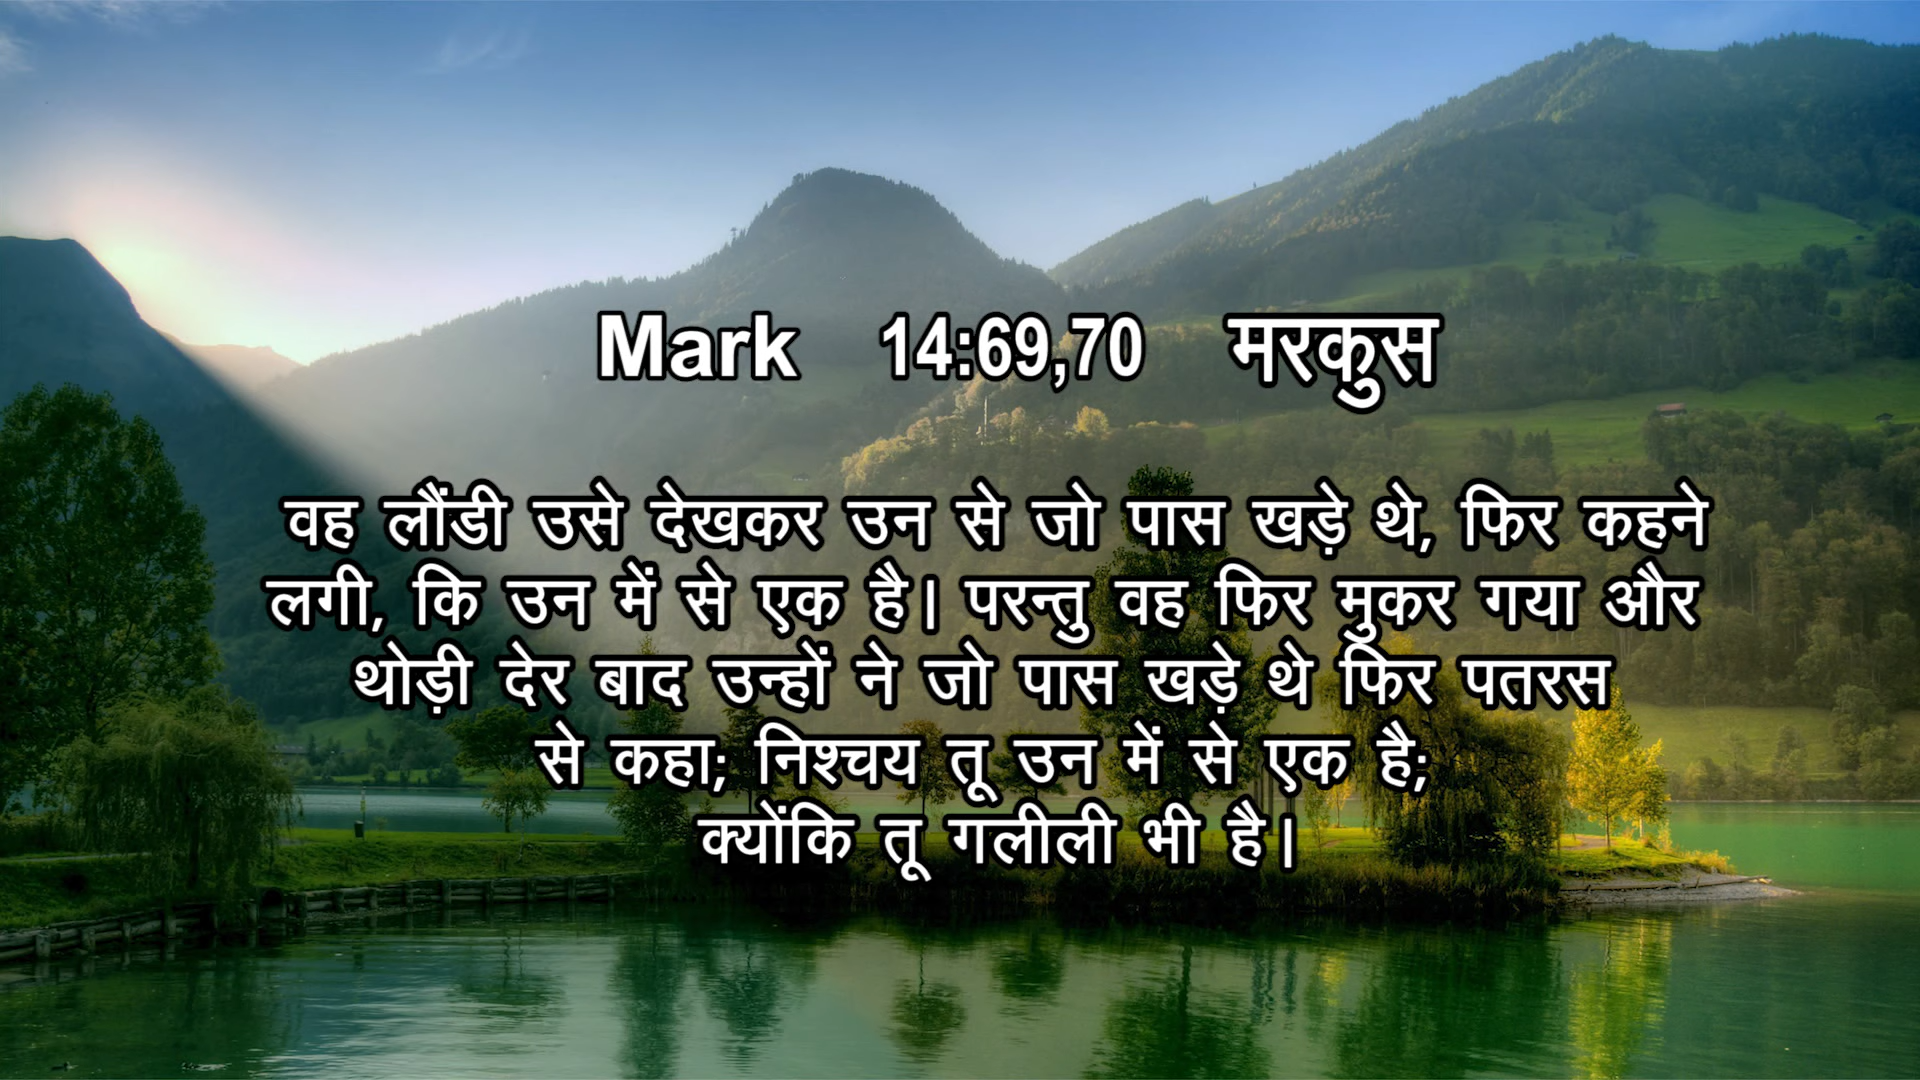 Mark 14:69,70 मरकुस
वह लौंडी उसे देखकर उन से जो पास खड़े थे, फिर कहने
लगी, कि उन में से एक है। परन्तु वह फिर मुकर गया और
थोड़ी देर बाद उन्हों ने जो पास खड़े थे फिर पतरस
से कहा; निश्चय तू उन में से एक है;
क्योंकि तू गलीली भी है।